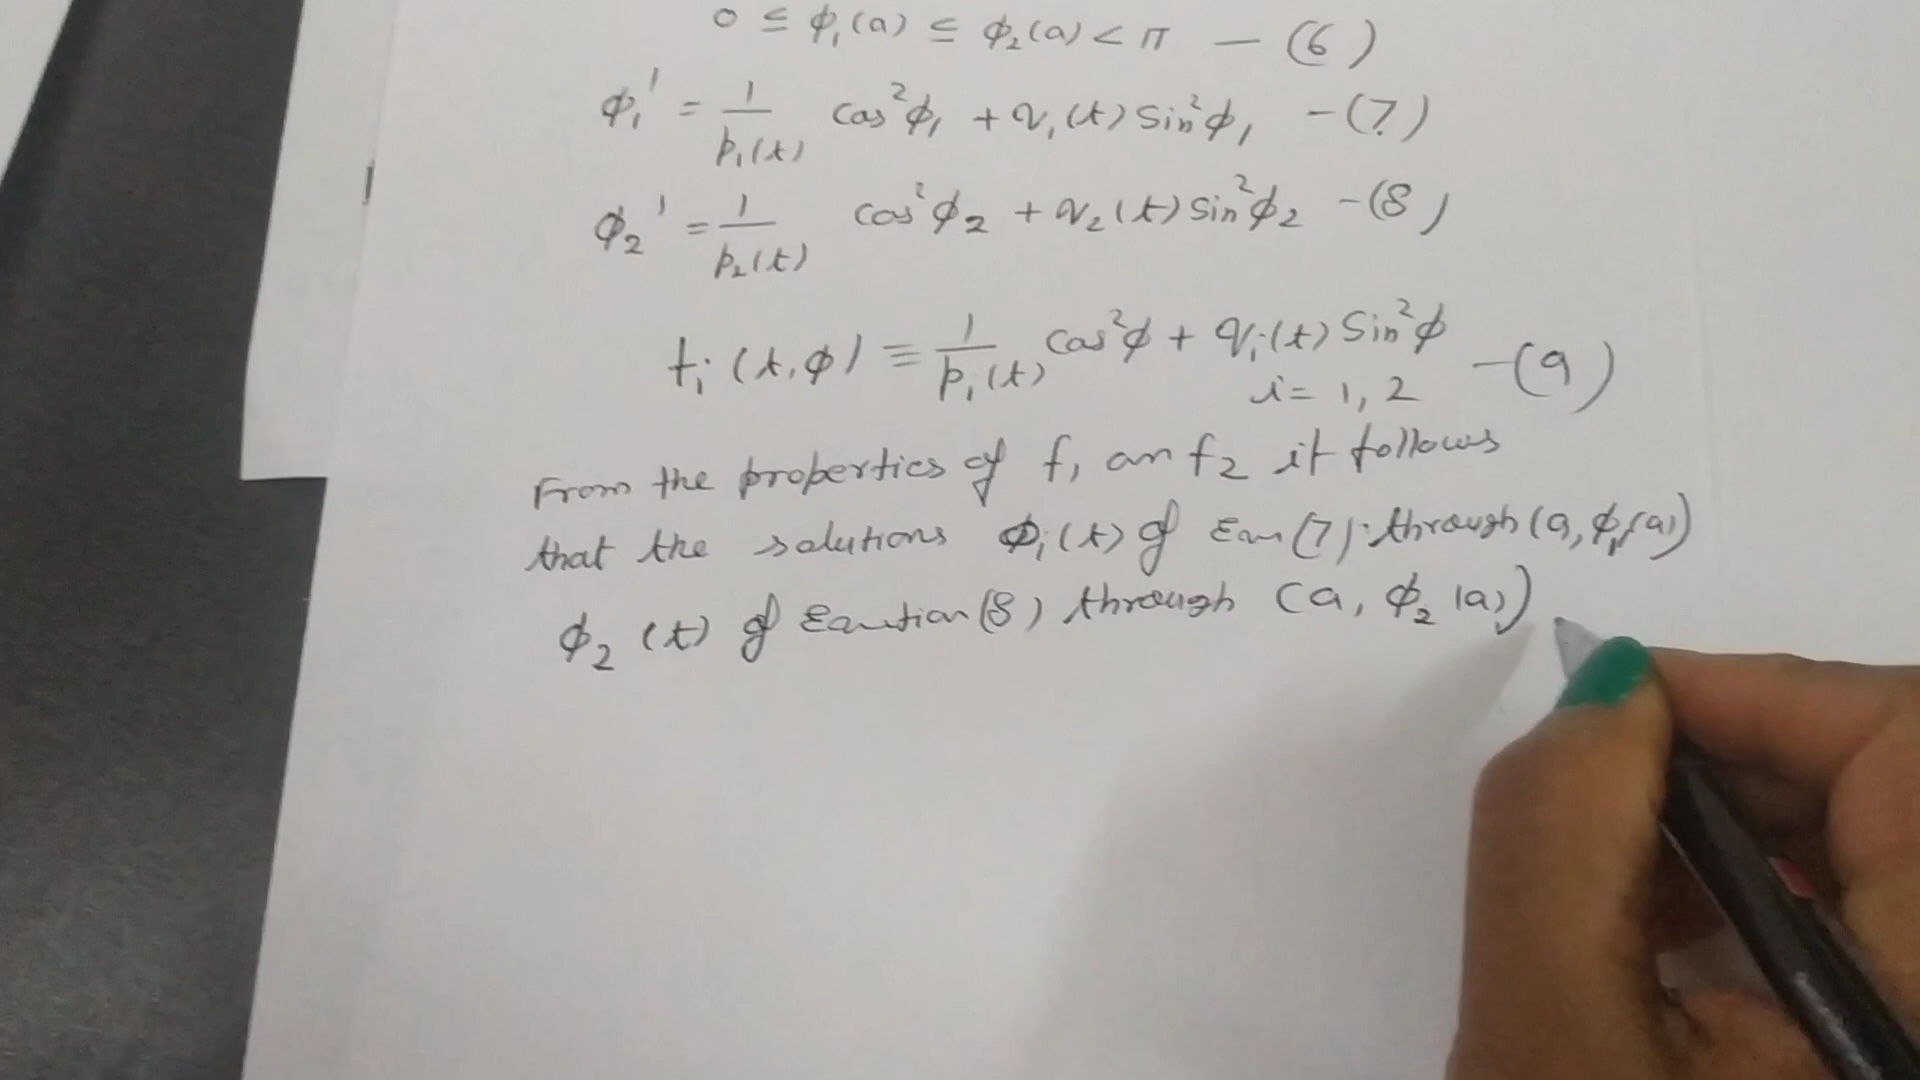 0 ≤ ϕ₁(a) ≤ ϕ₂(a) < π — (6)
ϕ₁' = 1/p₁(t) cos²ϕ₁ + q₁(t) Sin²ϕ₁ -(7)
ϕ₂' = 1/p₂(t) cos²ϕ₂ + q₂(t) Sin²ϕ₂ -(8)
fᵢ(t,ϕ) ≡ 1/pᵢ(t) cos²ϕ + qᵢ(t) Sin²ϕ -(9)
i = 1, 2
From the properties of f₁ an f₂ it follows
that the solutions ϕ₁(t) of Eqn (7) through (a, ϕ₁(a))
ϕ₂(t) of Equation (8) through (a, ϕ₂(a))